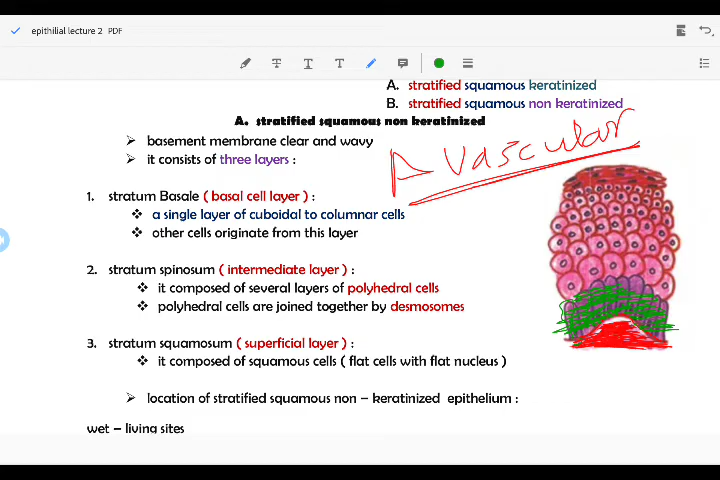 epithilial lecture 2 PDF
A. stratified squamous keratinized
B. stratified squamous non keratinized
A. stratified squamous non keratinized
➤ basement membrane clear and wavy
➤ it consists of three layers :
A vascular
1. stratum Basale ( basal cell layer ) :
❖ a single layer of cuboidal to columnar cells
❖ other cells originate from this layer
2. stratum spinosum ( intermediate layer ) :
❖ it composed of several layers of polyhedral cells
❖ polyhedral cells are joined together by desmosomes
3. stratum squamosum ( superficial layer ) :
❖ it composed of squamous cells ( flat cells with flat nucleus )
➤ location of stratified squamous non – keratinized epithelium :
wet – living sites